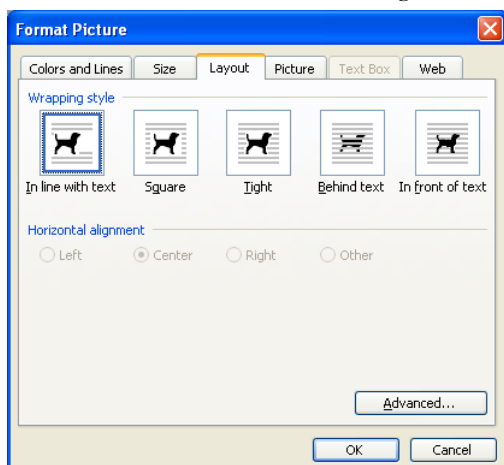 Format Picture
Colors and Lines Size Layout Picture Text Box Web
Wrapping style
In line with text Square Tight Behind text In front of text
Horizontal alignment
Left Center Right Other
Advanced...
OK Cancel